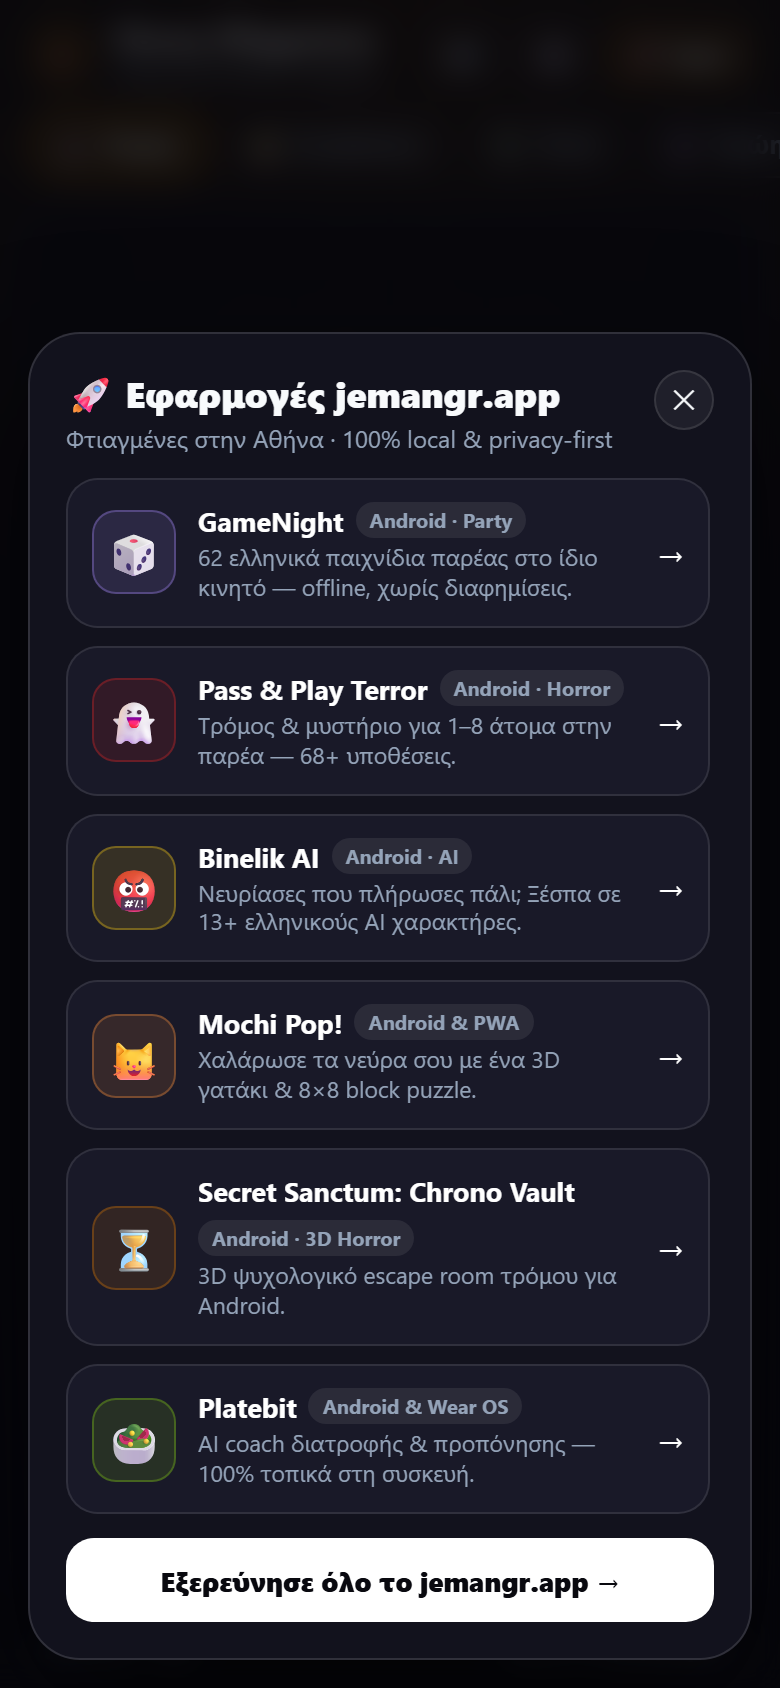 Εφαρμογές jemangr.app
Φτιαγμένες στην Αθήνα · 100% local & privacy-first
GameNight Android · Party
62 ελληνικά παιχνίδια παρέας στο ίδιο
κινητό — offline, χωρίς διαφημίσεις.
→
Pass & Play Terror Android · Horror
Τρόμος & μυστήριο για 1–8 άτομα στην
παρέα — 68+ υποθέσεις.
→
Binelik AI Android · AI
Νευρίασες που πλήρωσες πάλι; Ξέσπα σε
13+ ελληνικούς AI χαρακτήρες.
→
Mochi Pop! Android & PWA
Χαλάρωσε τα νεύρα σου με ένα 3D
γατάκι & 8×8 block puzzle.
→
Secret Sanctum: Chrono Vault
Android · 3D Horror
3D ψυχολογικό escape room τρόμου για
Android.
→
Platebit Android & Wear OS
AI coach διατροφής & προπόνησης —
100% τοπικά στη συσκευή.
→
Εξερεύνησε όλο το jemangr.app →